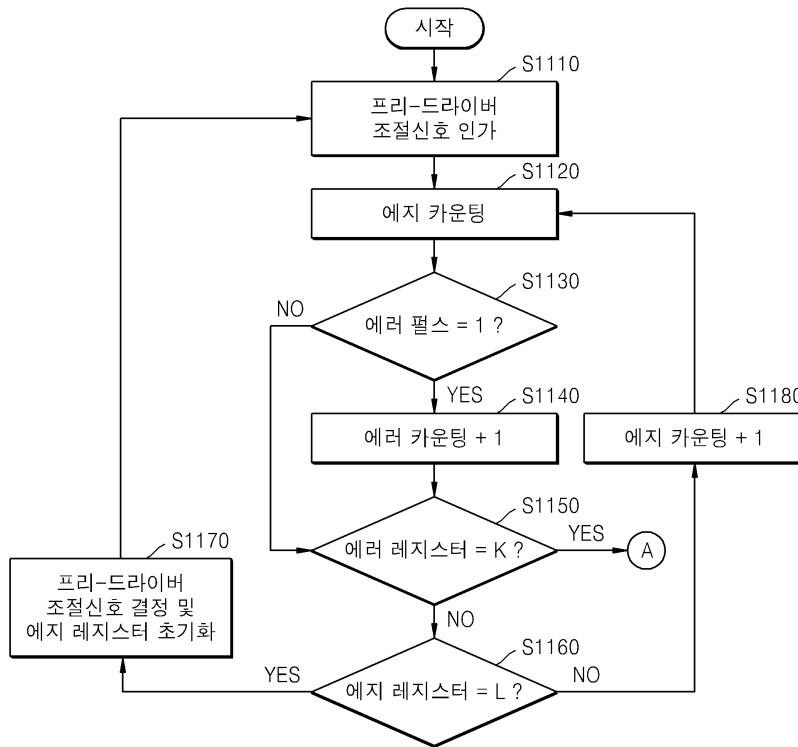 시작
S1110
프리-드라이버
조절신호 인가
S1120
에지 카운팅
S1130
NO
에러 펄스 = 1 ?
YES
S1140
에러 카운팅 + 1
S1180
에지 카운팅 + 1
S1150
에러 레지스터 = K ?
YES
A
S1170
프리-드라이버
조절신호 결정 및
에지 레지스터 초기화
NO
S1160
YES
에지 레지스터 = L ?
NO